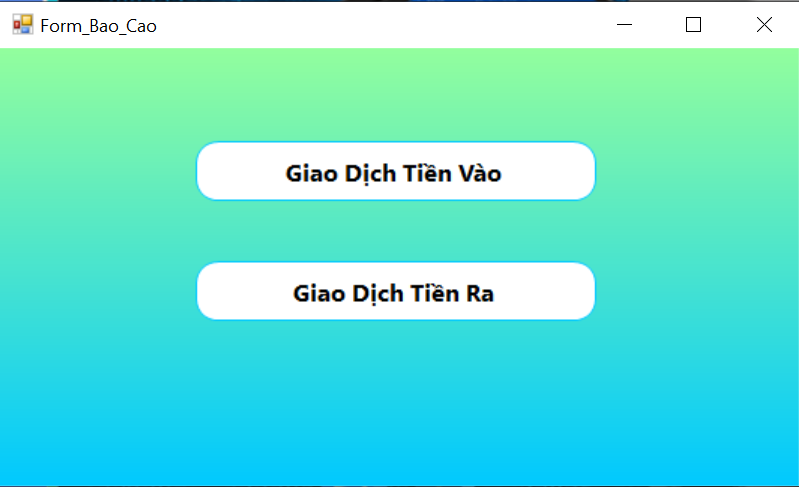 Form_Bao_Cao
Giao Dịch Tiền Vào
Giao Dịch Tiền Ra